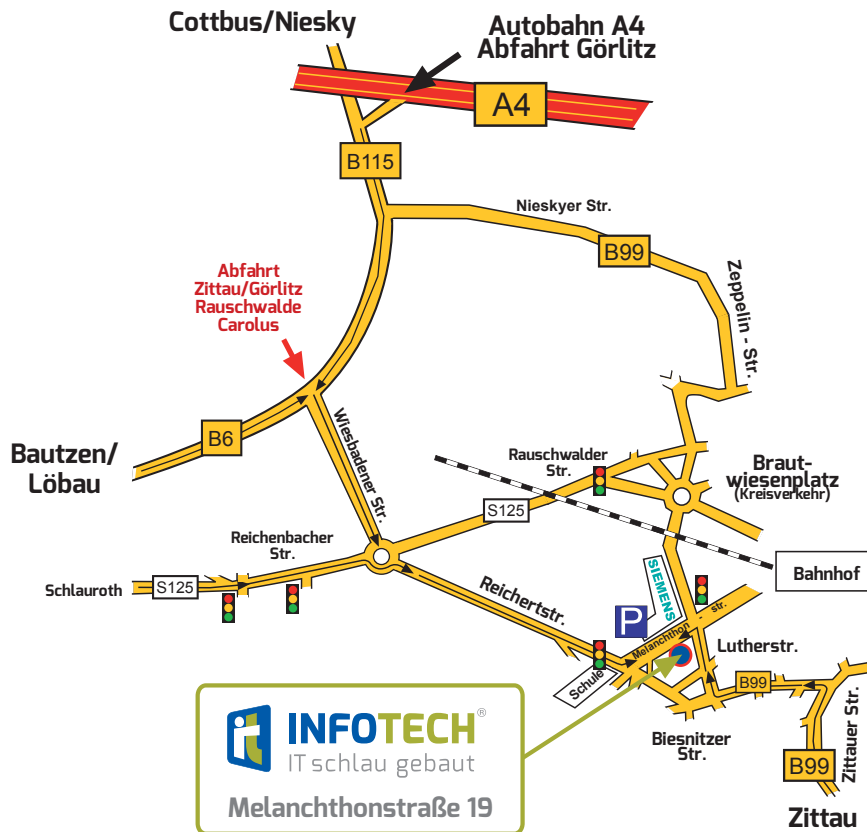 Cottbus/Niesky
Autobahn A4
Abfahrt Görlitz
A4
B115
Nieskyer Str.
B99
Zeppelin - Str.
Abfahrt
Zittau/Görlitz
Rauschwalde
Carolus
B6
Bautzen/
Löbau
Wiesbadener Str.
Rauschwalder
Str.
Braut-
wiesenplatz
(Kreisverkehr)
S125
Reichenbacher
Str.
Schlauroth
S125
Bahnhof
Reichertstr.
SIEMENS
P
Melanchthon
str.
Lutherstr.
Schule
B99
Biesnitzer
Str.
Zittauer Str.
B99
Zittau
it
INFOTECH®
IT schlau gebaut
Melanchthonstraße 19